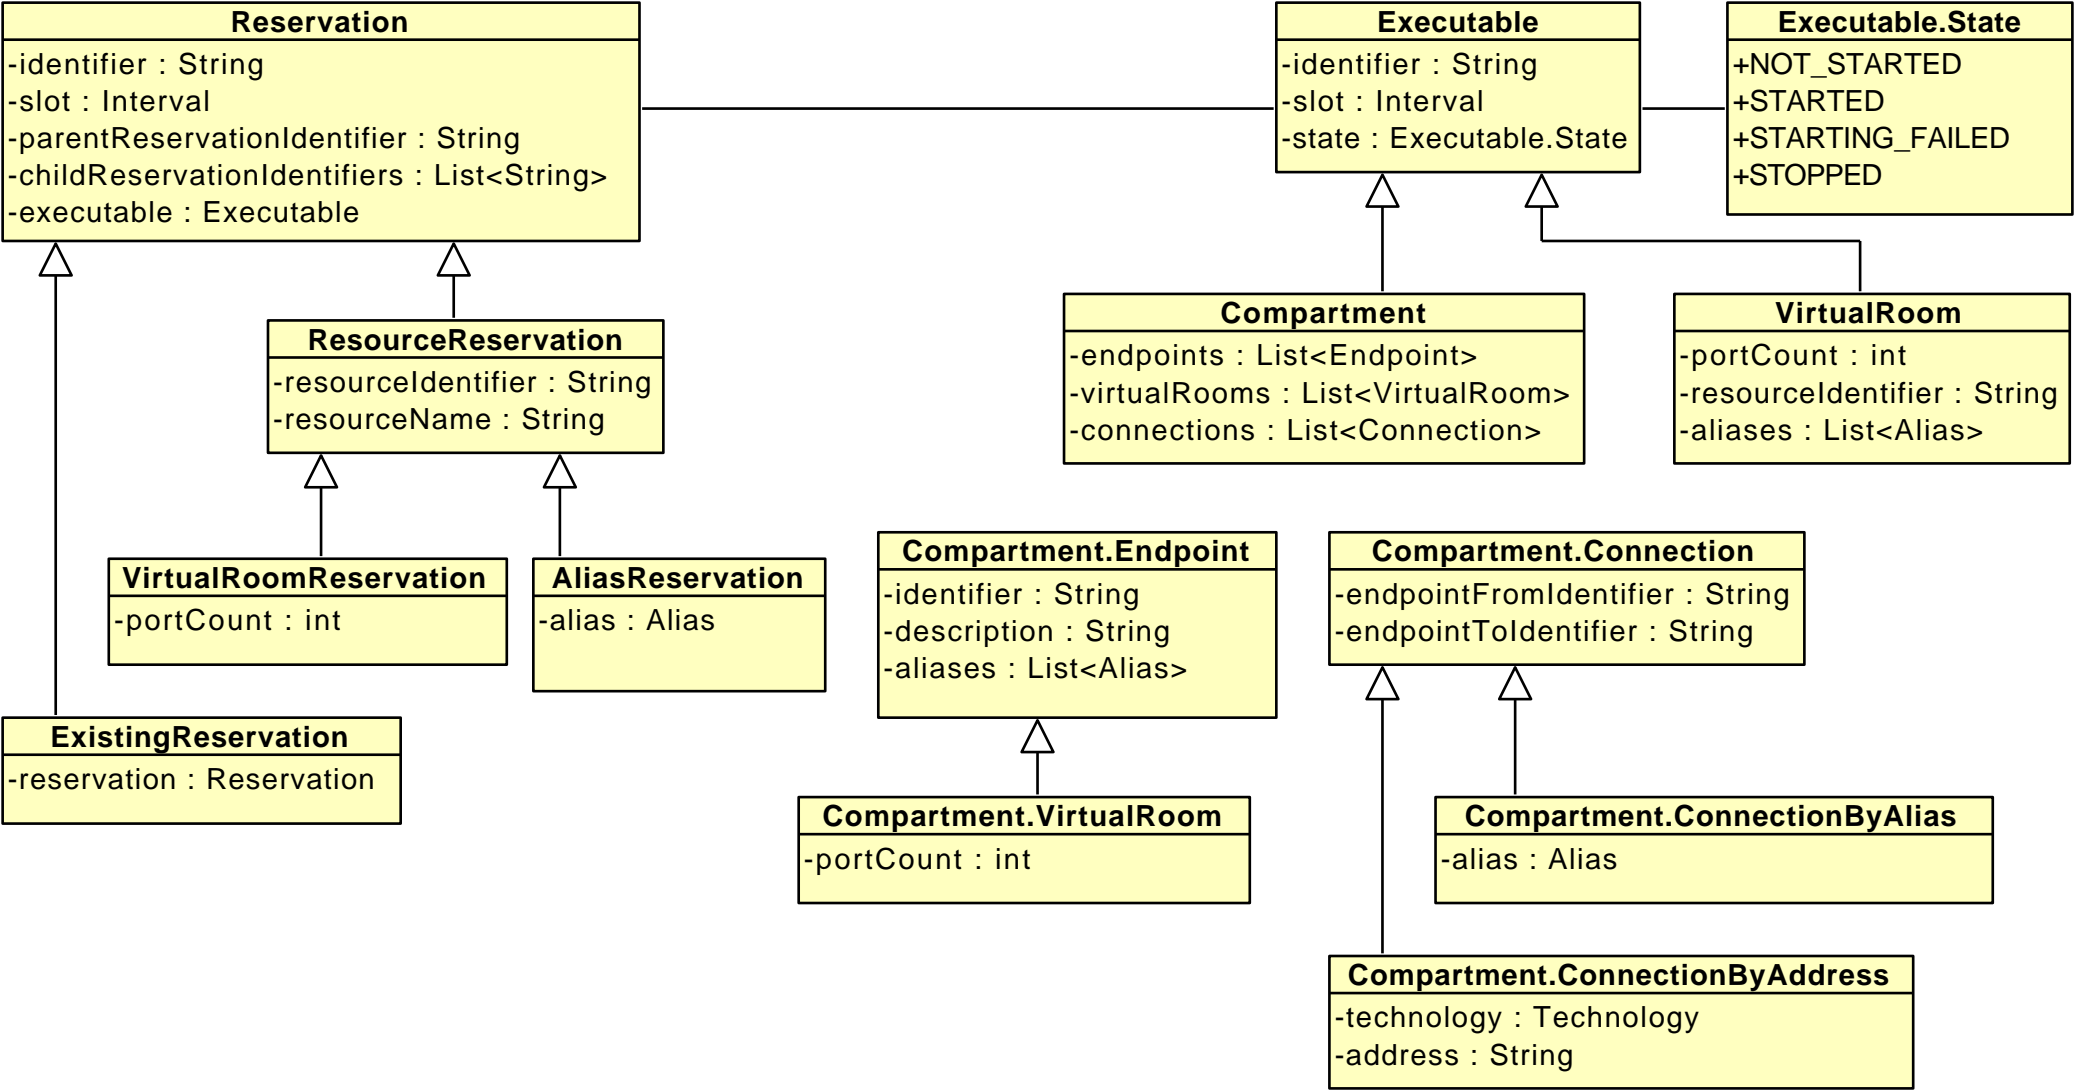 Reservation
-identifier : String
-slot : Interval
-parentReservationIdentifier : String
-childReservationIdentifiers : List<String>
-executable : Executable
Executable
-identifier : String
-slot : Interval
-state : Executable.State
Executable.State
+NOT_STARTED
+STARTED
+STARTING_FAILED
+STOPPED
ResourceReservation
-resourceIdentifier : String
-resourceName : String
Compartment
-endpoints : List<Endpoint>
-virtualRooms : List<VirtualRoom>
-connections : List<Connection>
VirtualRoom
-portCount : int
-resourceIdentifier : String
-aliases : List<Alias>
VirtualRoomReservation
-portCount : int
AliasReservation
-alias : Alias
Compartment.Endpoint
-identifier : String
-description : String
-aliases : List<Alias>
Compartment.Connection
-endpointFromIdentifier : String
-endpointToIdentifier : String
ExistingReservation
-reservation : Reservation
Compartment.VirtualRoom
-portCount : int
Compartment.ConnectionByAlias
-alias : Alias
Compartment.ConnectionByAddress
-technology : Technology
-address : String